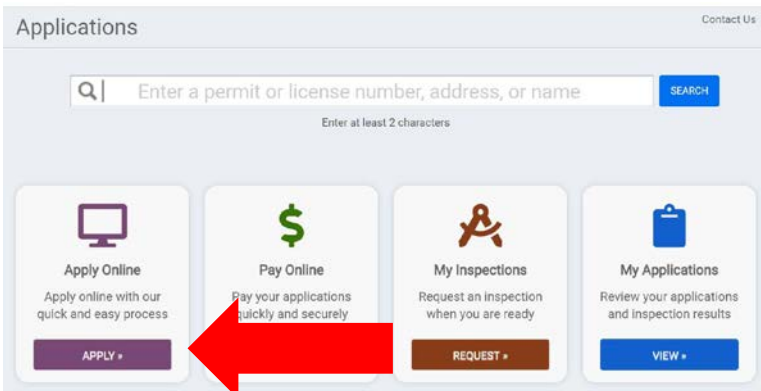 Applications
Contact Us
Enter a permit or license number, address, or name
SEARCH
Enter at least 2 characters
Apply Online
Apply online with our
quick and easy process
APPLY »
Pay Online
Pay your applications
quickly and securely
My Inspections
Request an inspection
when you are ready
REQUEST »
My Applications
Review your applications
and inspection results
VIEW »